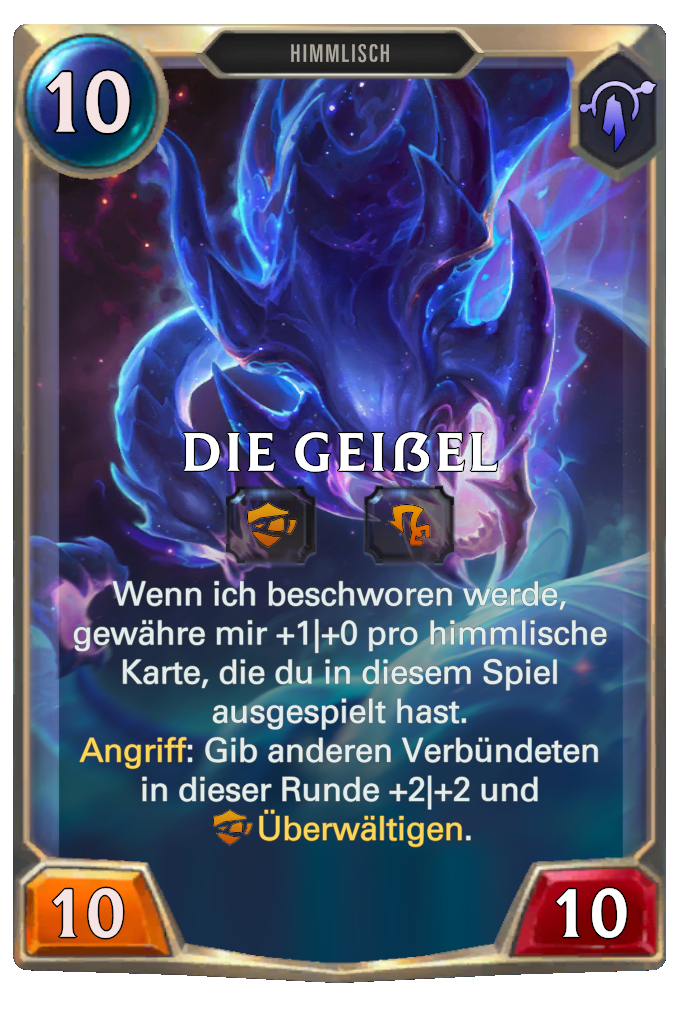 10
HIMMLISCH
DIE GEIẞEL
Wenn ich beschworen werde,
gewähre mir +1|+0 pro himmlische
Karte, die du in diesem Spiel
ausgespielt hast.
Angriff: Gib anderen Verbündeten
in dieser Runde +2|+2 und
Überwältigen.
10
10